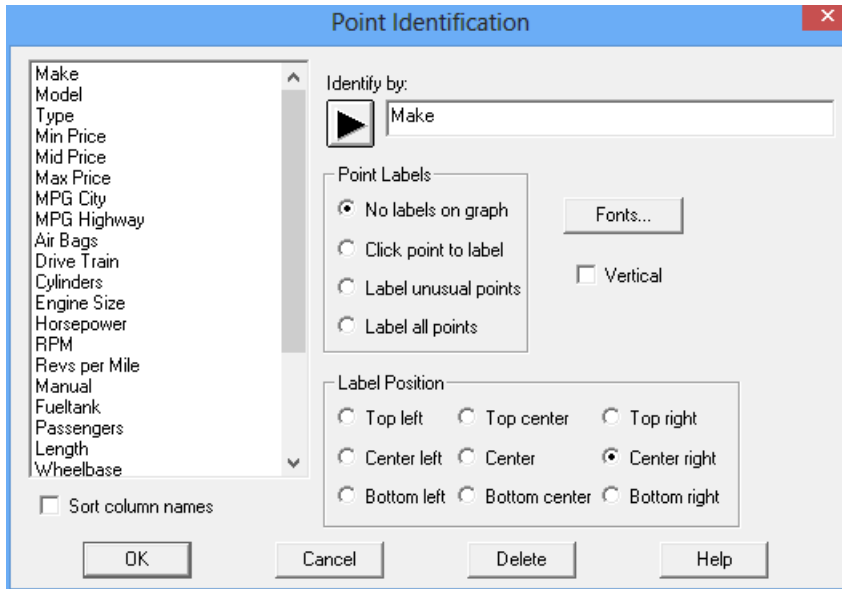 Point Identification
Make
Model
Type
Min Price
Mid Price
Max Price
MPG City
MPG Highway
Air Bags
Drive Train
Cylinders
Engine Size
Horsepower
RPM
Revs per Mile
Manual
Fueltank
Passengers
Length
Wheelbase
Sort column names
Identify by:
Make
Point Labels
No labels on graph
Click point to label
Label unusual points
Label all points
Fonts...
Vertical
Label Position
Top left Top center Top right
Center left Center Center right
Bottom left Bottom center Bottom right
OK Cancel Delete Help